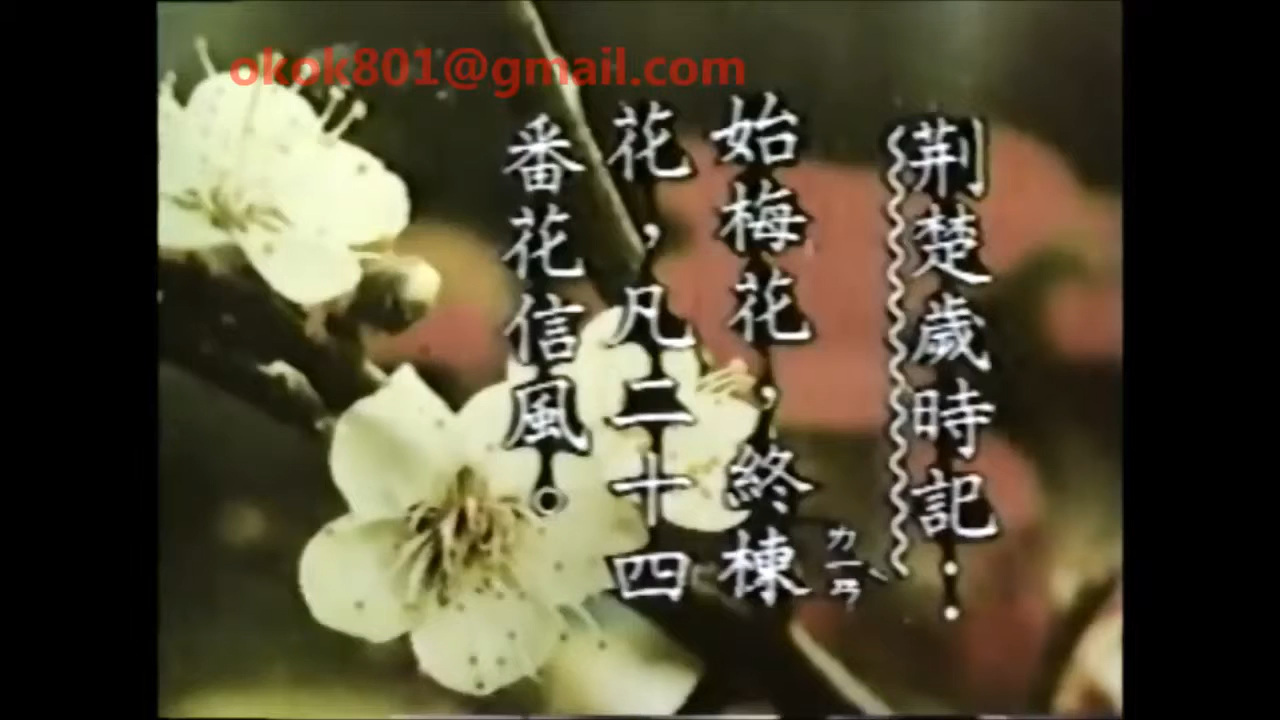 okok801@gmail.com
荆楚歲時記：
始梅花，終楝
ㄌㄧㄢˋ
花，凡二十四
番花信風。